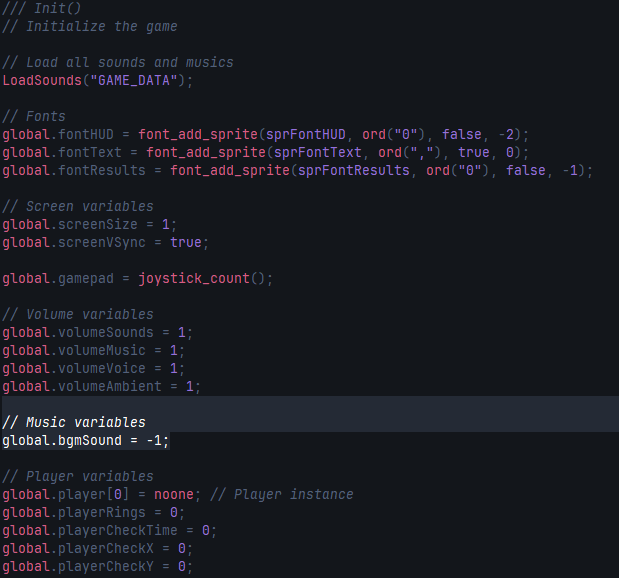 /// Init()
// Initialize the game
// Load all sounds and musics
LoadSounds("GAME_DATA");
// Fonts
global.fontHUD = font_add_sprite(sprFontHUD, ord("0"), false, -2);
global.fontText = font_add_sprite(sprFontText, ord(","), true, 0);
global.fontResults = font_add_sprite(sprFontResults, ord("0"), false, -1);
// Screen variables
global.screenSize = 1;
global.screenVSync = true;
global.gamepad = joystick_count();
// Volume variables
global.volumeSounds = 1;
global.volumeMusic = 1;
global.volumeVoice = 1;
global.volumeAmbient = 1;
// Music variables
global.bgmSound = -1;
// Player variables
global.player[0] = noone; // Player instance
global.playerRings = 0;
global.playerCheckTime = 0;
global.playerCheckX = 0;
global.playerCheckY = 0;